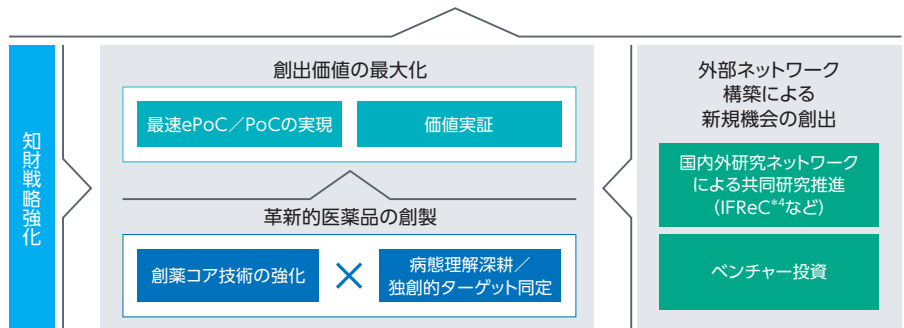 知財戦略強化
創出価値の最大化
最速ePoC／PoCの実現
価値実証
革新的医薬品の創製
創薬コア技術の強化
×
病態理解深耕／
独創的ターゲット同定
外部ネットワーク
構築による
新規機会の創出
国内外研究ネットワーク
による共同研究推進
(IFReC*4など)
ベンチャー投資